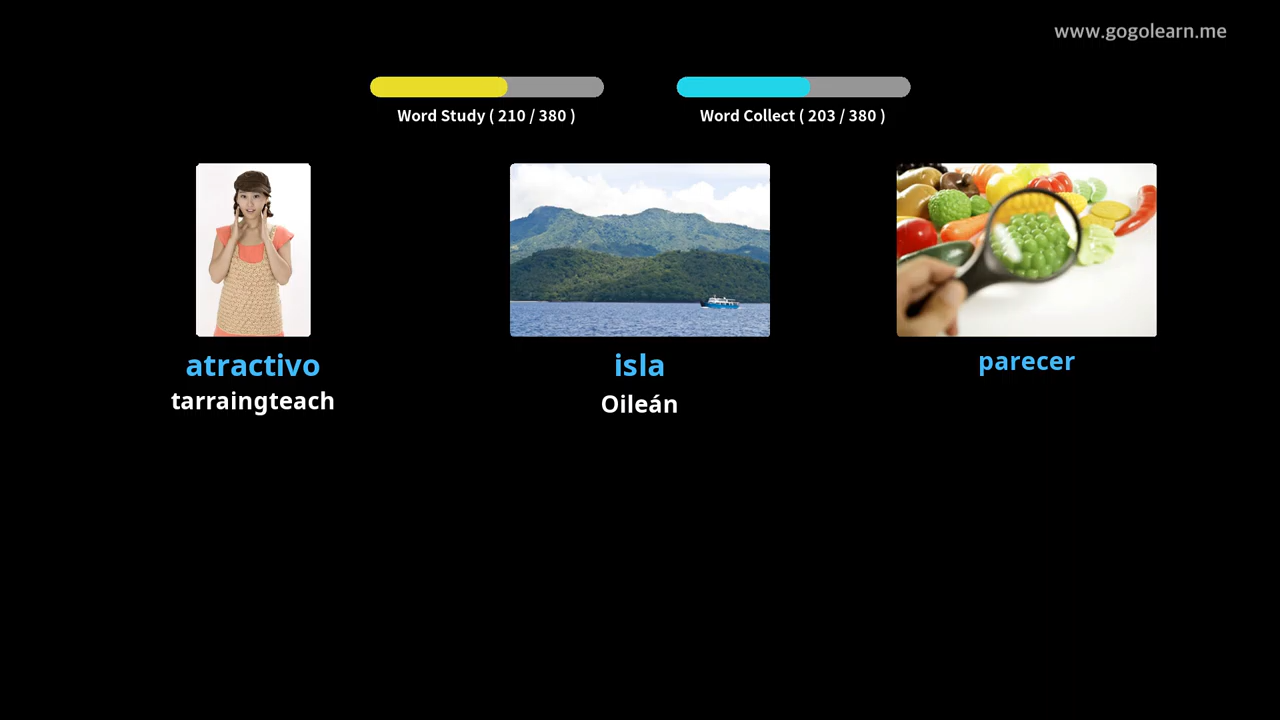 www.gogolearn.me
Word Study ( 210 / 380 )
Word Collect ( 203 / 380 )
atractivo
tarraingteach
isla
Oileán
parecer